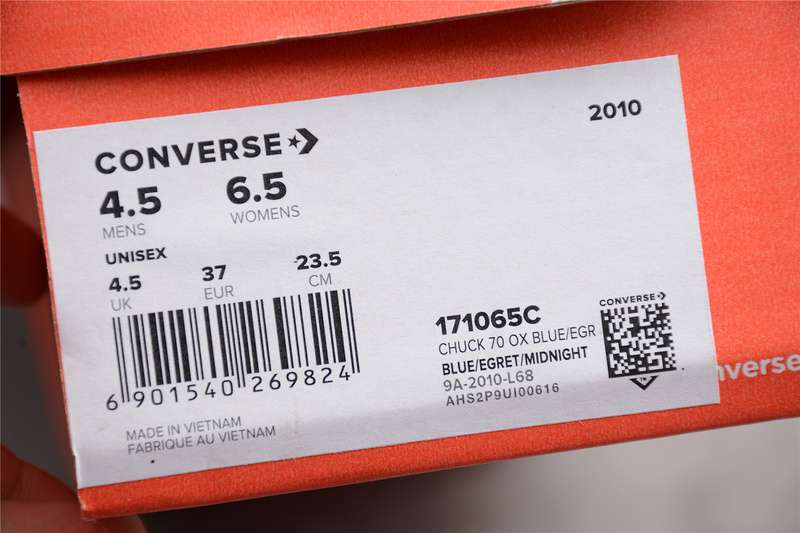 2010
CONVERSE
4.5 6.5
MENS WOMENS
UNISEX
4.5 37 23.5
UK EUR CM
6 901540 269824
MADE IN VIETNAM
FABRIQUE AU VIETNAM
CONVERSE
171065C
CHUCK 70 OX BLUE/EGR
BLUE/EGRET/MIDNIGHT
9A-2010-L68
AHS2P9UI00616
nverse